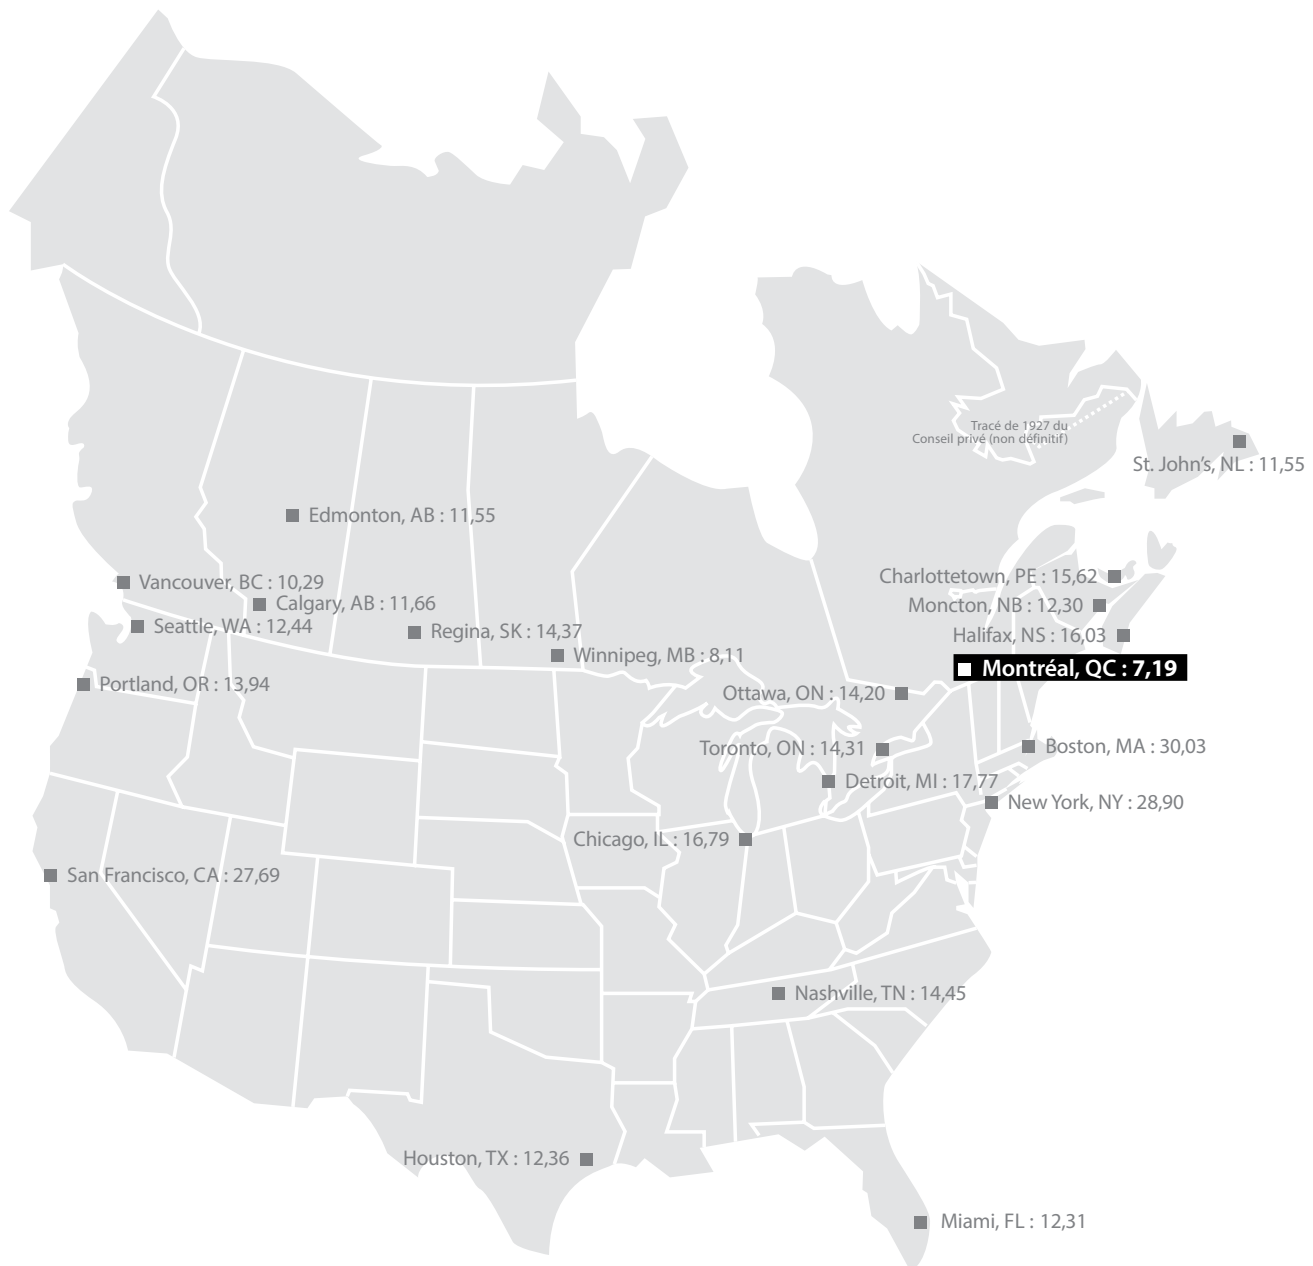 Tracé de 1927 du
Conseil privé (non définitif)
St. John's, NL : 11,55
Edmonton, AB : 11,55
Vancouver, BC : 10,29
Charlottetown, PE : 15,62
Calgary, AB : 11,66
Moncton, NB : 12,30
Seattle, WA : 12,44
Regina, SK : 14,37
Halifax, NS : 16,03
Winnipeg, MB : 8,11
Montréal, QC : 7,19
Portland, OR : 13,94
Ottawa, ON : 14,20
Toronto, ON : 14,31
Boston, MA : 30,03
Detroit, MI : 17,77
New York, NY : 28,90
Chicago, IL : 16,79
San Francisco, CA : 27,69
Nashville, TN : 14,45
Houston, TX : 12,36
Miami, FL : 12,31